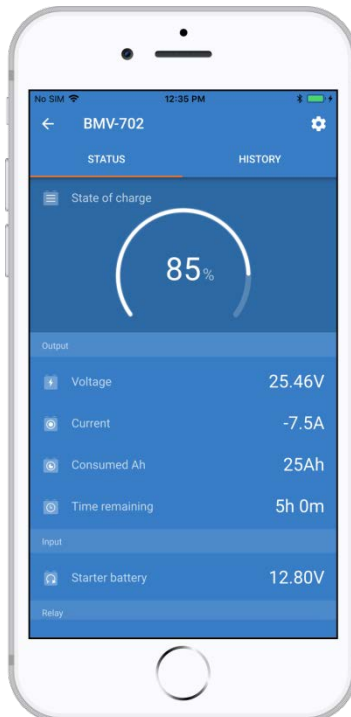 No SIM 12:35 PM
BMV-702
STATUS HISTORY
State of charge
85%
Output
Voltage 25.46V
Current -7.5A
Consumed Ah 25Ah
Time remaining 5h 0m
Input
Starter battery 12.80V
Relay